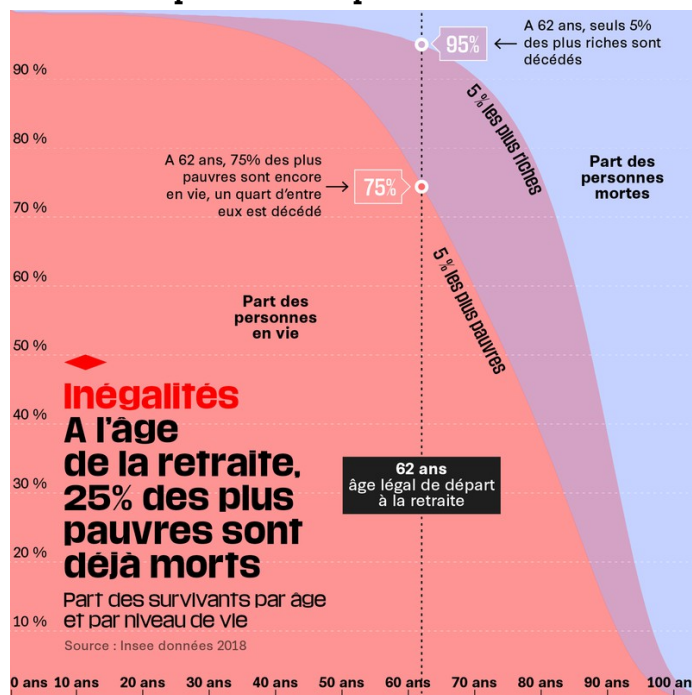 A 62 ans, seuls 5%
des plus riches sont
décédés
95%
90 %
80 %
70 %
60 %
50 %
40 %
30 %
20 %
10 %
5 % les plus riches
Part des
personnes
mortes
A 62 ans, 75% des plus
pauvres sont encore
en vie, un quart d'entre
eux est décédé
75%
5 % les plus pauvres
Part des
personnes
en vie
Inégalités
A l'âge
de la retraite,
25% des plus
pauvres sont
déjà morts
Part des survivants par âge
et par niveau de vie
Source : Insee données 2018
62 ans
âge légal de départ
à la retraite
0 ans 10 ans 20 ans 30 ans 40 ans 50 ans 60 ans 70 ans 80 ans 90 ans 100 an